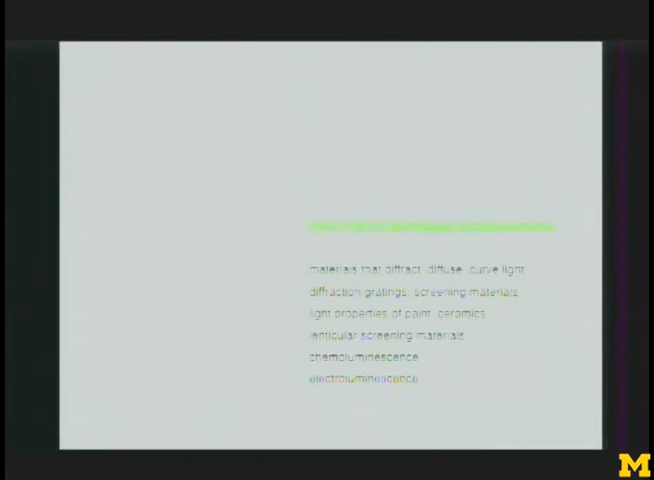 materials that diffract, diffuse, curve light
diffraction gratings, screening materials
light properties of paint, ceramics
lenticular screening materials
chemoluminescence
electroluminescence
M